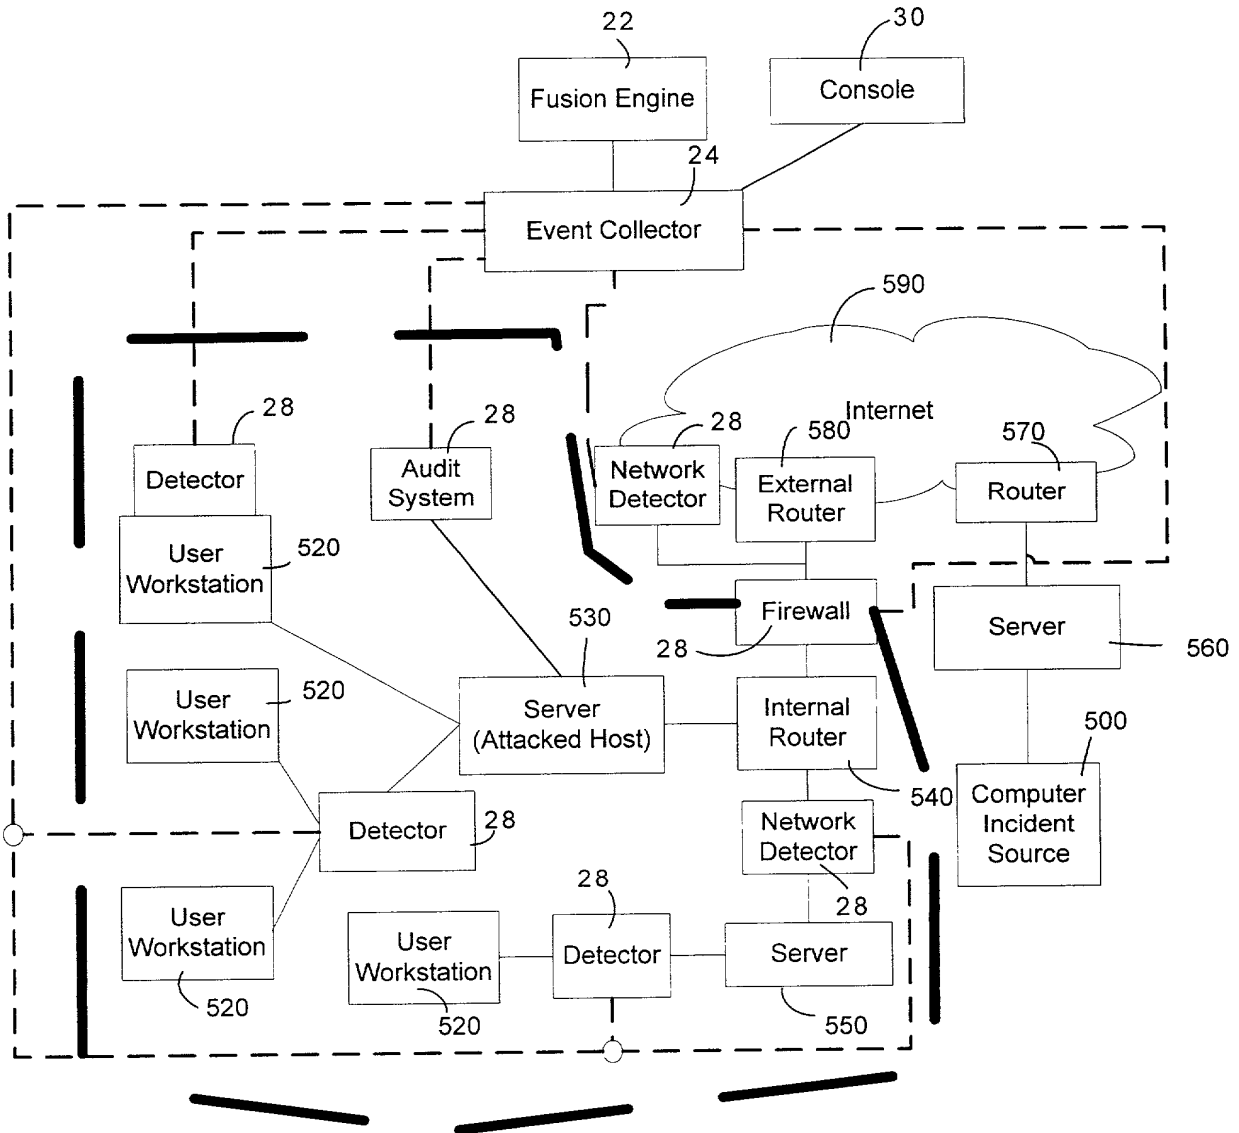 22
30
Fusion Engine
Console
24
Event Collector
590
Internet
28
Detector
28
Audit
System
28
Network
Detector
580
External
Router
570
Router
User
Workstation
520
530
Firewall
28
Server
560
User
Workstation
520
Server
(Attacked Host)
Internal
Router
540
500
Computer
Incident
Source
Detector
28
Network
Detector
28
User
Workstation
520
User
Workstation
520
28
Detector
Server
550